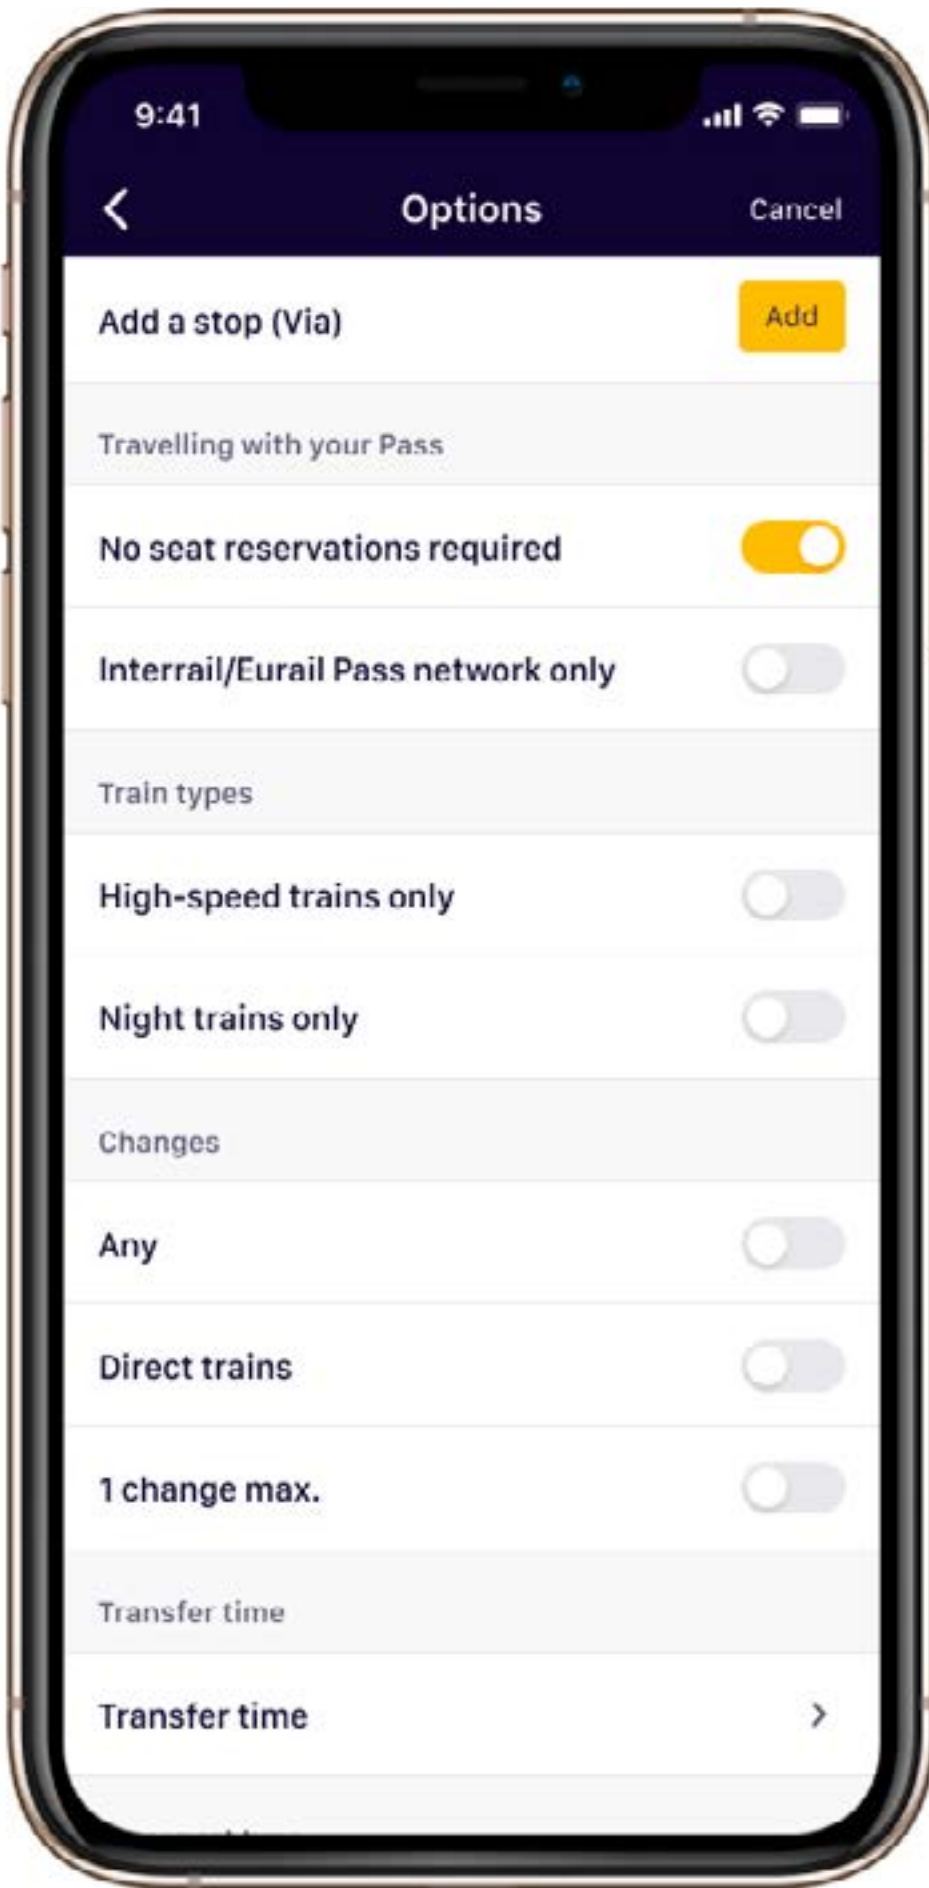 9:41
Options
Cancel
Add a stop (Via)
Add
Travelling with your Pass
No seat reservations required
Interrail/Eurail Pass network only
Train types
High-speed trains only
Night trains only
Changes
Any
Direct trains
1 change max.
Transfer time
Transfer time